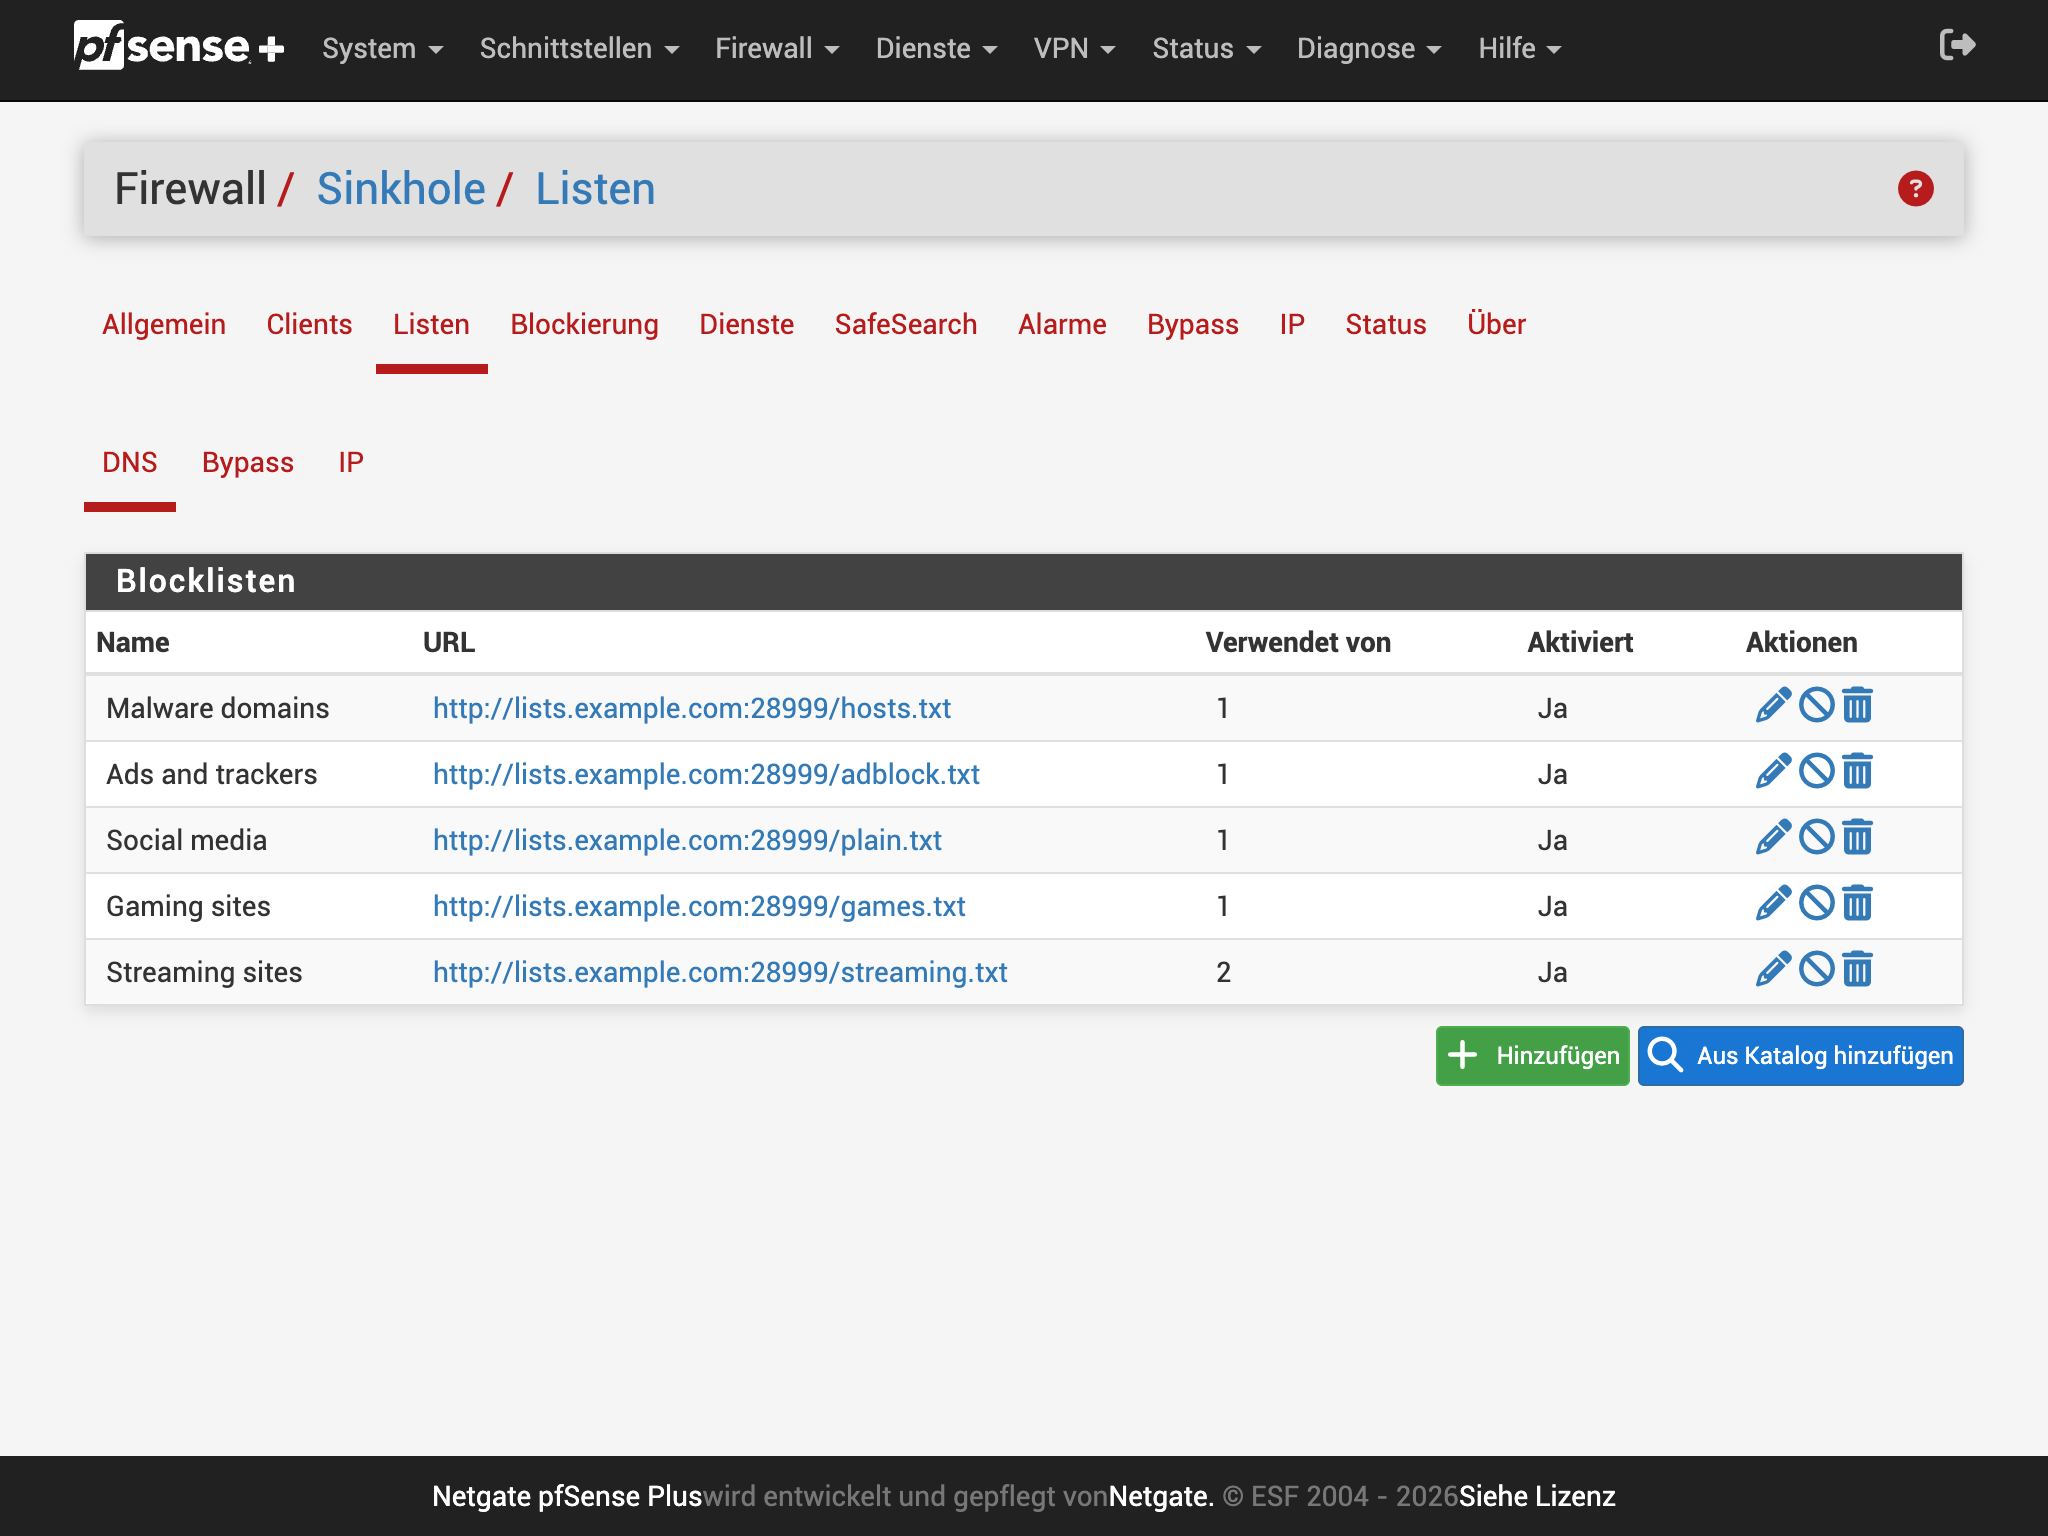 pfsense+ System Schnittstellen Firewall Dienste VPN Status Diagnose Hilfe
Firewall / Sinkhole / Listen
?
Allgemein Clients Listen Blockierung Dienste SafeSearch Alarme Bypass IP Status Über
DNS Bypass IP
Blocklisten
Name URL Verwendet von Aktiviert Aktionen
Malware domains http://lists.example.com:28999/hosts.txt 1 Ja
Ads and trackers http://lists.example.com:28999/adblock.txt 1 Ja
Social media http://lists.example.com:28999/plain.txt 1 Ja
Gaming sites http://lists.example.com:28999/games.txt 1 Ja
Streaming sites http://lists.example.com:28999/streaming.txt 2 Ja
Hinzufügen Aus Katalog hinzufügen
Netgate pfSense Pluswird entwickelt und gepflegt vonNetgate. © ESF 2004 - 2026Siehe Lizenz